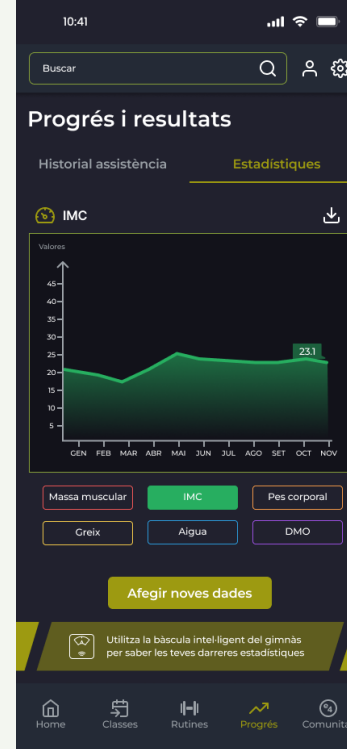 10:41
Buscar
Progrés i resultats
Historial assistència
Estadístiques
IMC
Valores
45
40
35
30
25
20
15
10
5
23.1
GEN FEB MAR ABR MAI JUN JUL AGO SET OCT NOV
Massa muscular
IMC
Pes corporal
Greix
Aigua
DMO
Afegir noves dades
Utilitza la bàscula intel·ligent del gimnàs
per saber les teves darreres estadístiques
Home
Classes
Rutines
Progrés
Comunita